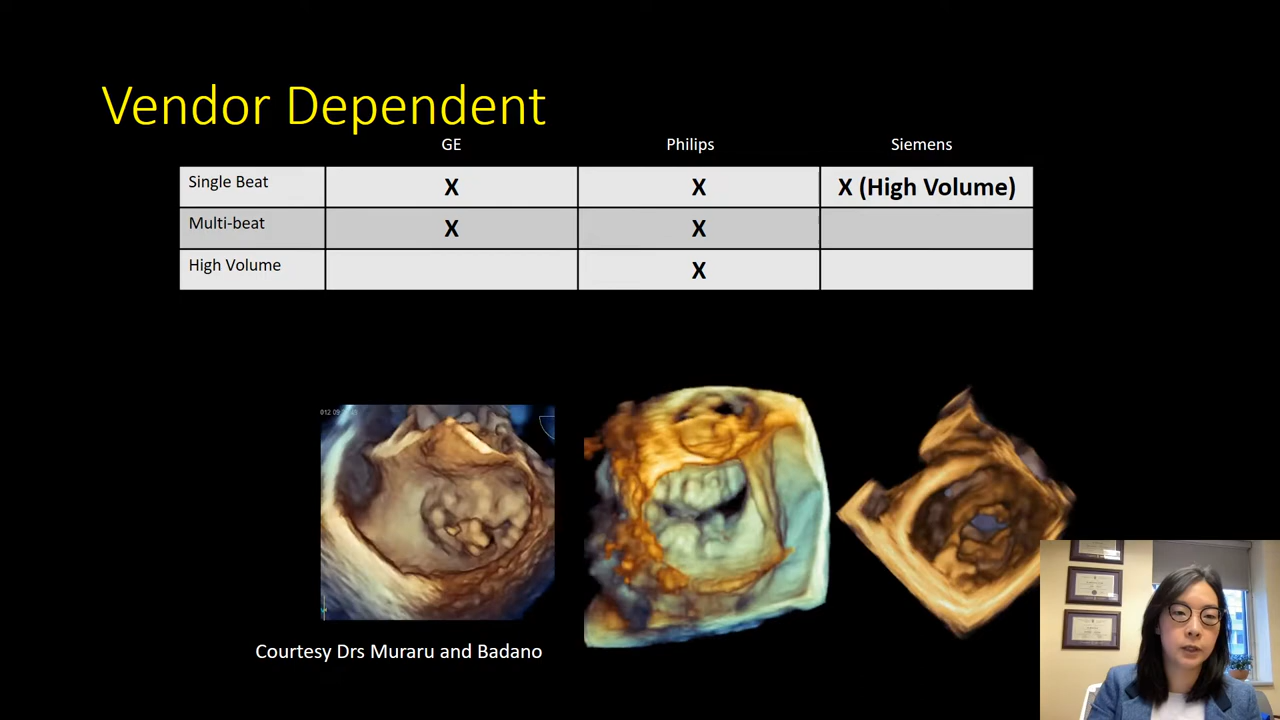 Vendor Dependent
GE Philips Siemens
Single Beat X X X (High Volume)
Multi-beat X X
High Volume X
Courtesy Drs Muraru and Badano